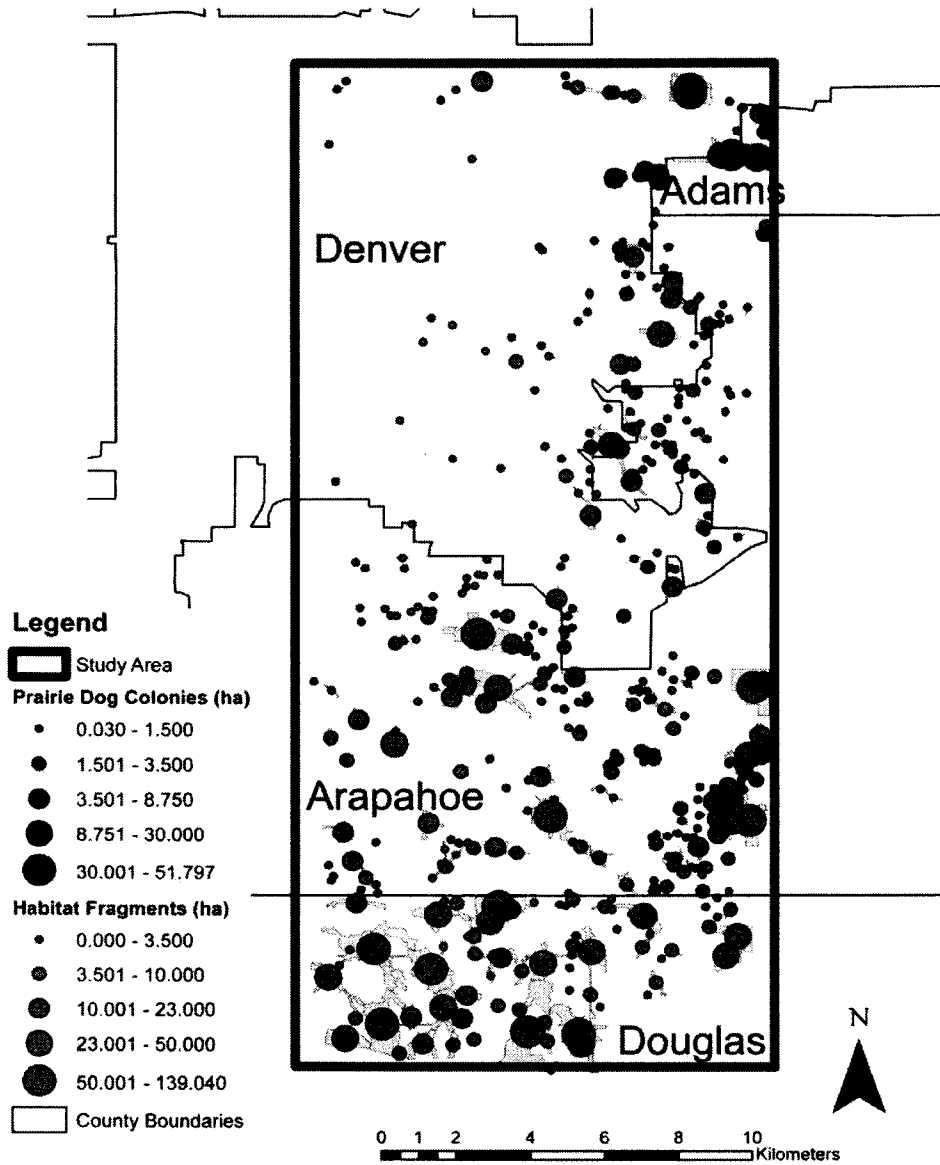 Adams
Denver
Arapahoe
Douglas
Legend
Study Area
Prairie Dog Colonies (ha)
0.030 - 1.500
1.501 - 3.500
3.501 - 8.750
8.751 - 30.000
30.001 - 51.797
Habitat Fragments (ha)
0.000 - 3.500
3.501 - 10.000
10.001 - 23.000
23.001 - 50.000
50.001 - 139.040
County Boundaries
N
0 1 2 4 6 8 10
Kilometers